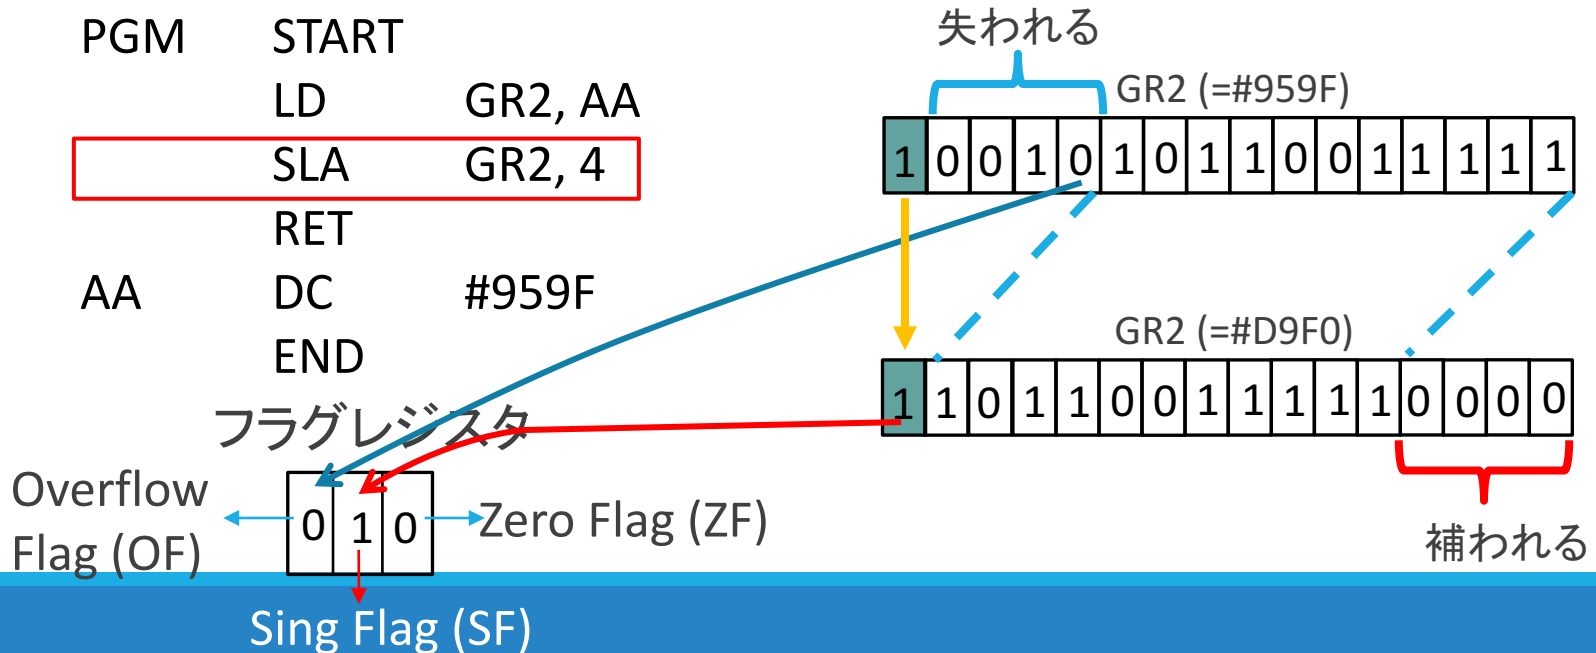 PGM START
LD GR2, AA
SLA GR2, 4
RET
AA DC #959F
END
失われる
GR2 (=#959F)
1 0 0 1 0 1 0 1 1 0 0 1 1 1 1 1
GR2 (=#D9F0)
1 1 0 1 1 0 0 1 1 1 1 1 0 0 0 0
補われる
フラグレジスタ
Overflow
Flag (OF)
0 1 0
Zero Flag (ZF)
Sing Flag (SF)